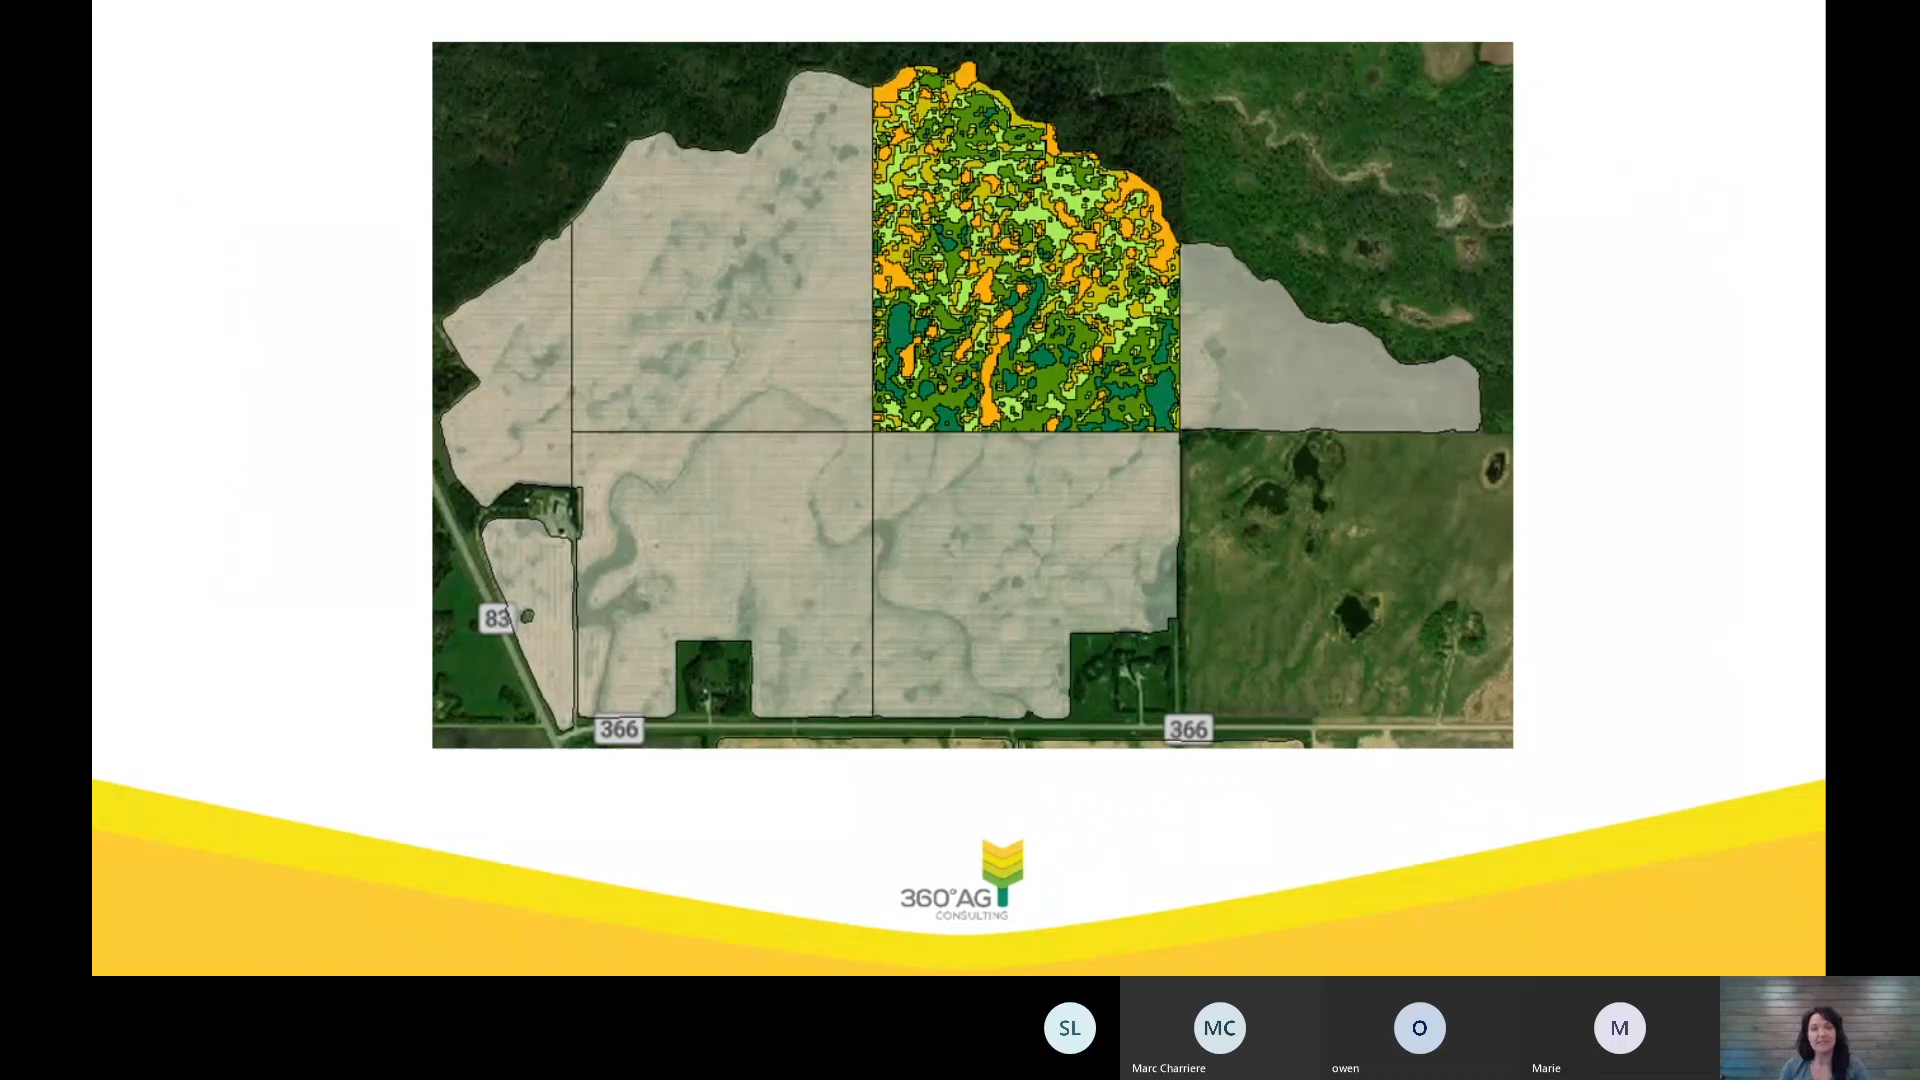 83
366
366
360°AG
CONSULTING
SL
MC
O
M
Marc Charriere
owen
Marie